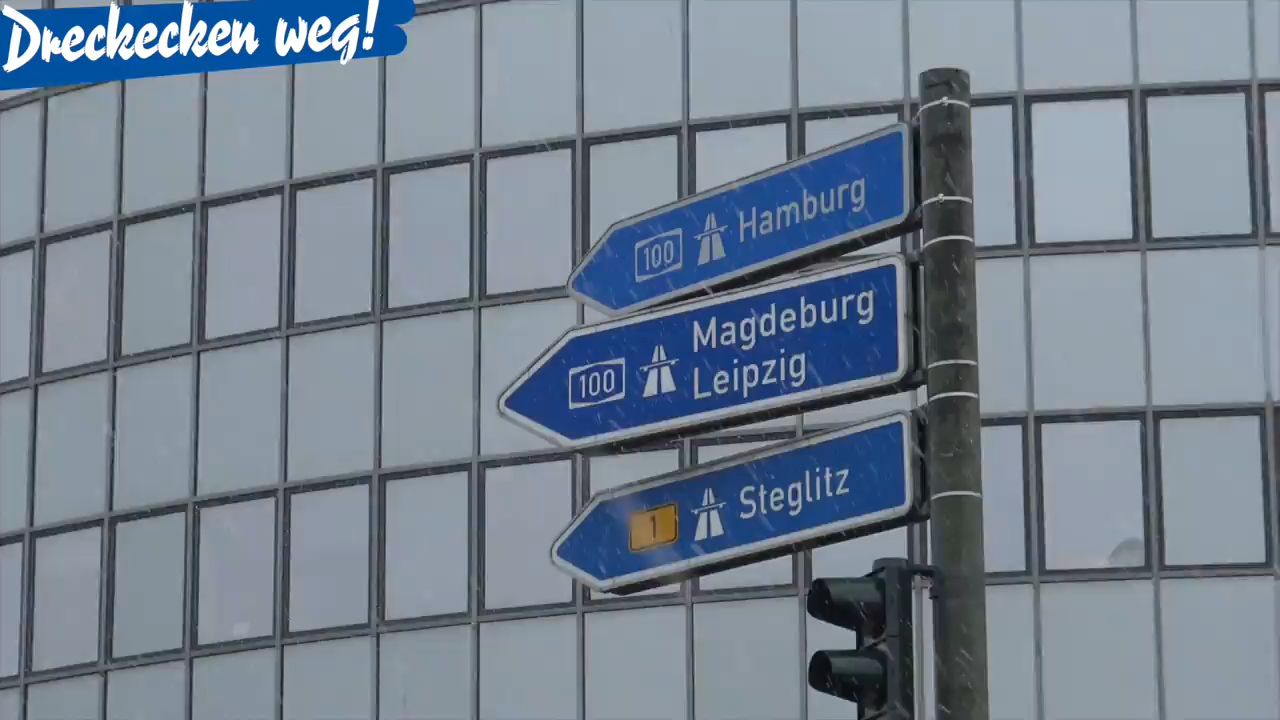 Dreckecken weg!
100 Hamburg
100 Magdeburg
Leipzig
1 Steglitz